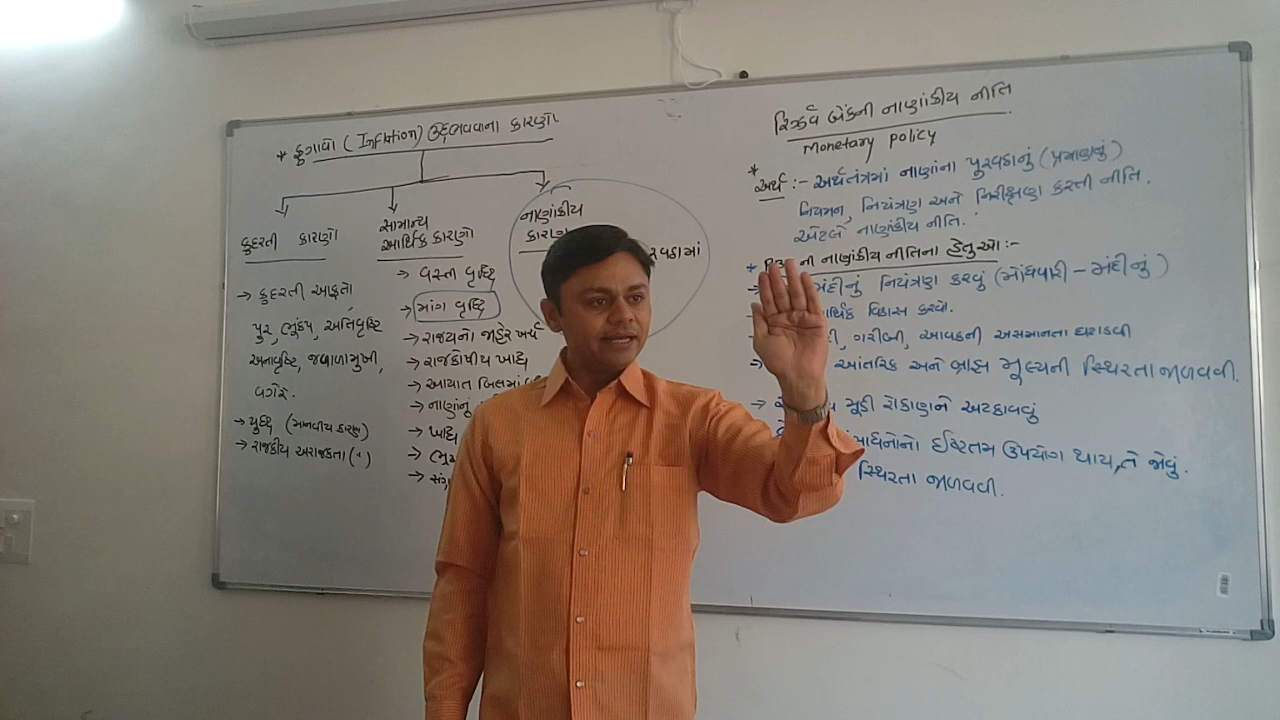 * ફુગાવો (Inflation) ઉદ્દભવવાના કારણો
કુદરતી કારણો
→ કુદરતી આફતો
પુર, ભુકંપ, અતિવૃષ્ટિ
અનાવૃષ્ટિ, જવાળામુખી,
વગેરે.
→ યુદ્ધ (માનવીય કારણ)
→ રાજકીય અરાજકતા (")
સામાન્ય
આર્થિક કારણો
→ વસ્તી વૃદ્ધિ
→ માંગ વૃદ્ધિ
→ રાજયનો જાહેર ખર્ચ
→ રાજકોષીય ખાધ
→ આયાત બિલમાં
→ નાણાંનું
→
→
→
નાણાંકીય
કારણ
રિઝર્વ બેંકની નાણાંકીય નીતિ
Monetary policy
* અર્થ :- અર્થતંત્રમાં નાણાંના પુરવઠાનું (પ્રમાણનું)
નિયમન, નિયંત્રણ અને નિરીક્ષણ કરતી નીતિ.
એટલે નાણાંકીય નીતિ.
* ની નાણાંકીય નીતિના હેતુઓ :-
→ નિયંત્રણ કરવું (મોંઘવારી - મંદીનું)
આર્થિક વિકાસ કરવો.
ગરીબી, આવકની અસમાનતા ઘટાડવી
→ આંતરિક અને બાહ્ય મૂલ્યની સ્થિરતા જાળવવી.
→ મૂડી રોકાણને અટકાવવું
ઈષ્ટતમ ઉપયોગ થાય, તે જોવું.
સ્થિરતા જાળવવી.